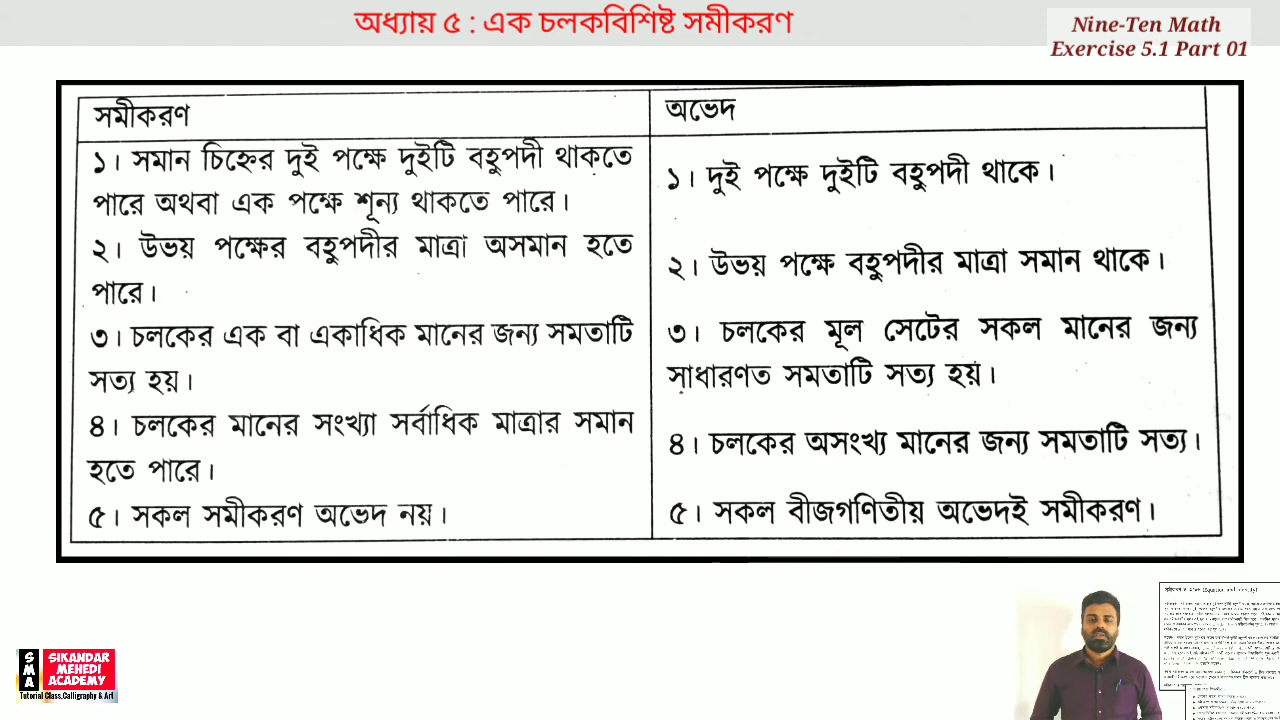 অধ্যায় ৫ : এক চলকবিশিষ্ট সমীকরণ
Nine-Ten Math
Exercise 5.1 Part 01
সমীকরণ
১। সমান চিহ্নের দুই পক্ষে দুইটি বহুপদী থাকতে
পারে অথবা এক পক্ষে শূন্য থাকতে পারে।
২। উভয় পক্ষের বহুপদীর মাত্রা অসমান হতে
পারে।
৩। চলকের এক বা একাধিক মানের জন্য সমতাটি
সত্য হয়।
৪। চলকের মানের সংখ্যা সর্বাধিক মাত্রার সমান
হতে পারে।
৫। সকল সমীকরণ অভেদ নয়।
অভেদ
১। দুই পক্ষে দুইটি বহুপদী থাকে।
২। উভয় পক্ষে বহুপদীর মাত্রা সমান থাকে।
৩। চলকের মূল সেটের সকল মানের জন্য
সাধারণত সমতাটি সত্য হয়।
৪। চলকের অসংখ্য মানের জন্য সমতাটি সত্য।
৫। সকল বীজগণিতীয় অভেদই সমীকরণ।
SMA
SIKANDAR
MEHEDI
ACADEMY
Tutorial Class,Calligraphy & Art